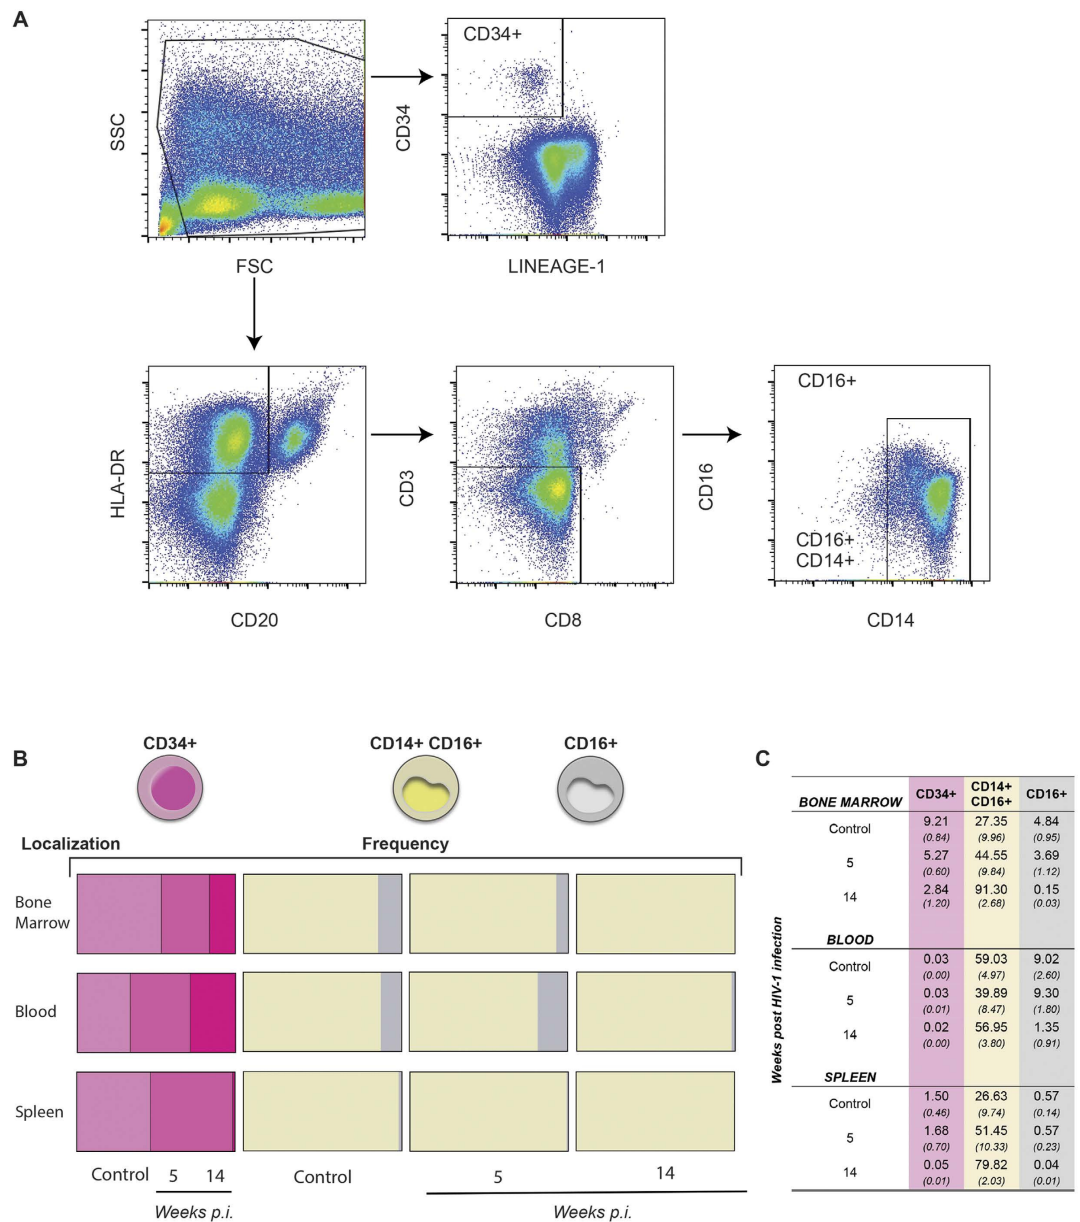 A
CD34+
SSC
CD34
FSC
LINEAGE-1
CD16+
HLA-DR
CD3
CD16
CD16+
CD14+
CD20
CD8
CD14
B
CD34+
CD14+ CD16+
CD16+
Localization
Frequency
Bone
Marrow
Blood
Spleen
Control
5
14
Control
5
14
Weeks p.i.
Weeks p.i.
C
BONE MARROW CD34+ CD14+ CD16+ CD16+
Control 9.21 27.35 4.84
(0.84) (9.96) (0.95)
5 5.27 44.55 3.69
(0.60) (9.84) (1.12)
14 2.84 91.30 0.15
(1.20) (2.68) (0.03)
BLOOD
Control 0.03 59.03 9.02
(0.00) (4.97) (2.60)
5 0.03 39.89 9.30
(0.01) (8.47) (1.80)
14 0.02 56.95 1.35
(0.00) (3.80) (0.91)
SPLEEN
Control 1.50 26.63 0.57
(0.46) (9.74) (0.14)
5 1.68 51.45 0.57
(0.70) (10.33) (0.23)
14 0.05 79.82 0.04
(0.01) (2.03) (0.01)
Weeks post HIV-1 infection